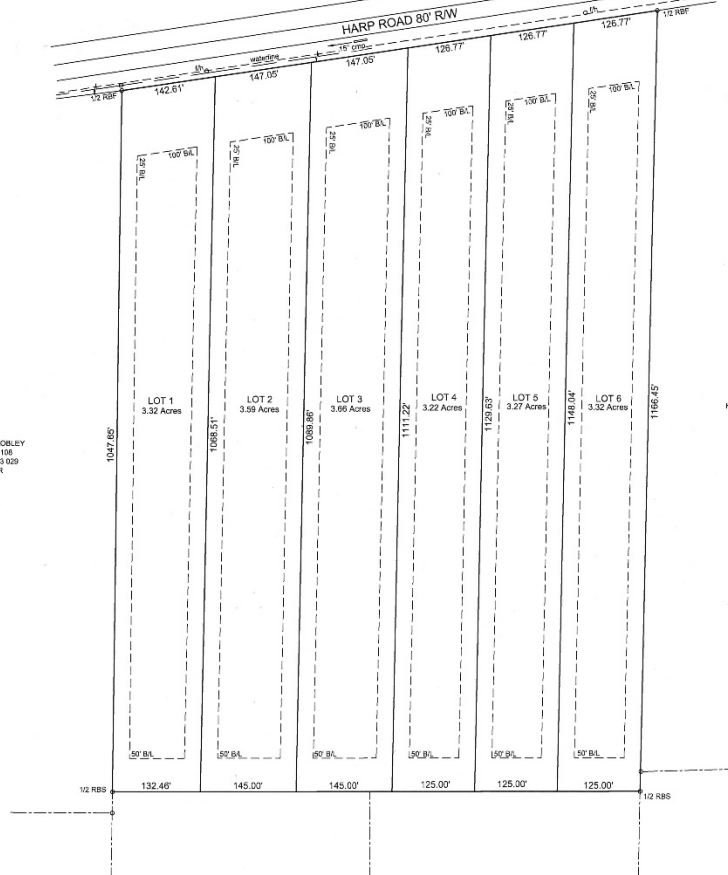 HARP ROAD 80' R/W
1/2 RBF
f/h
waterline
15" cmp
f/h
1/2 RBF
142.61'
147.05'
147.05'
126.77'
126.77'
126.77'
25' B/L
100' B/L
25' B/L
100' B/L
25' B/L
100' B/L
25' B/L
100' B/L
25' B/L
100' B/L
25' B/L
100' B/L
1047.65'
LOT 1
3.32 Acres
1068.51'
LOT 2
3.59 Acres
1089.86'
LOT 3
3.66 Acres
1111.22'
LOT 4
3.22 Acres
1129.63'
LOT 5
3.27 Acres
1148.04'
LOT 6
3.32 Acres
1166.45'
OBLEY
108
3 029
R
50' B/L
50' B/L
50' B/L
50' B/L
50' B/L
50' B/L
1/2 RBS
132.46'
145.00'
145.00'
125.00'
125.00'
125.00'
1/2 RBS